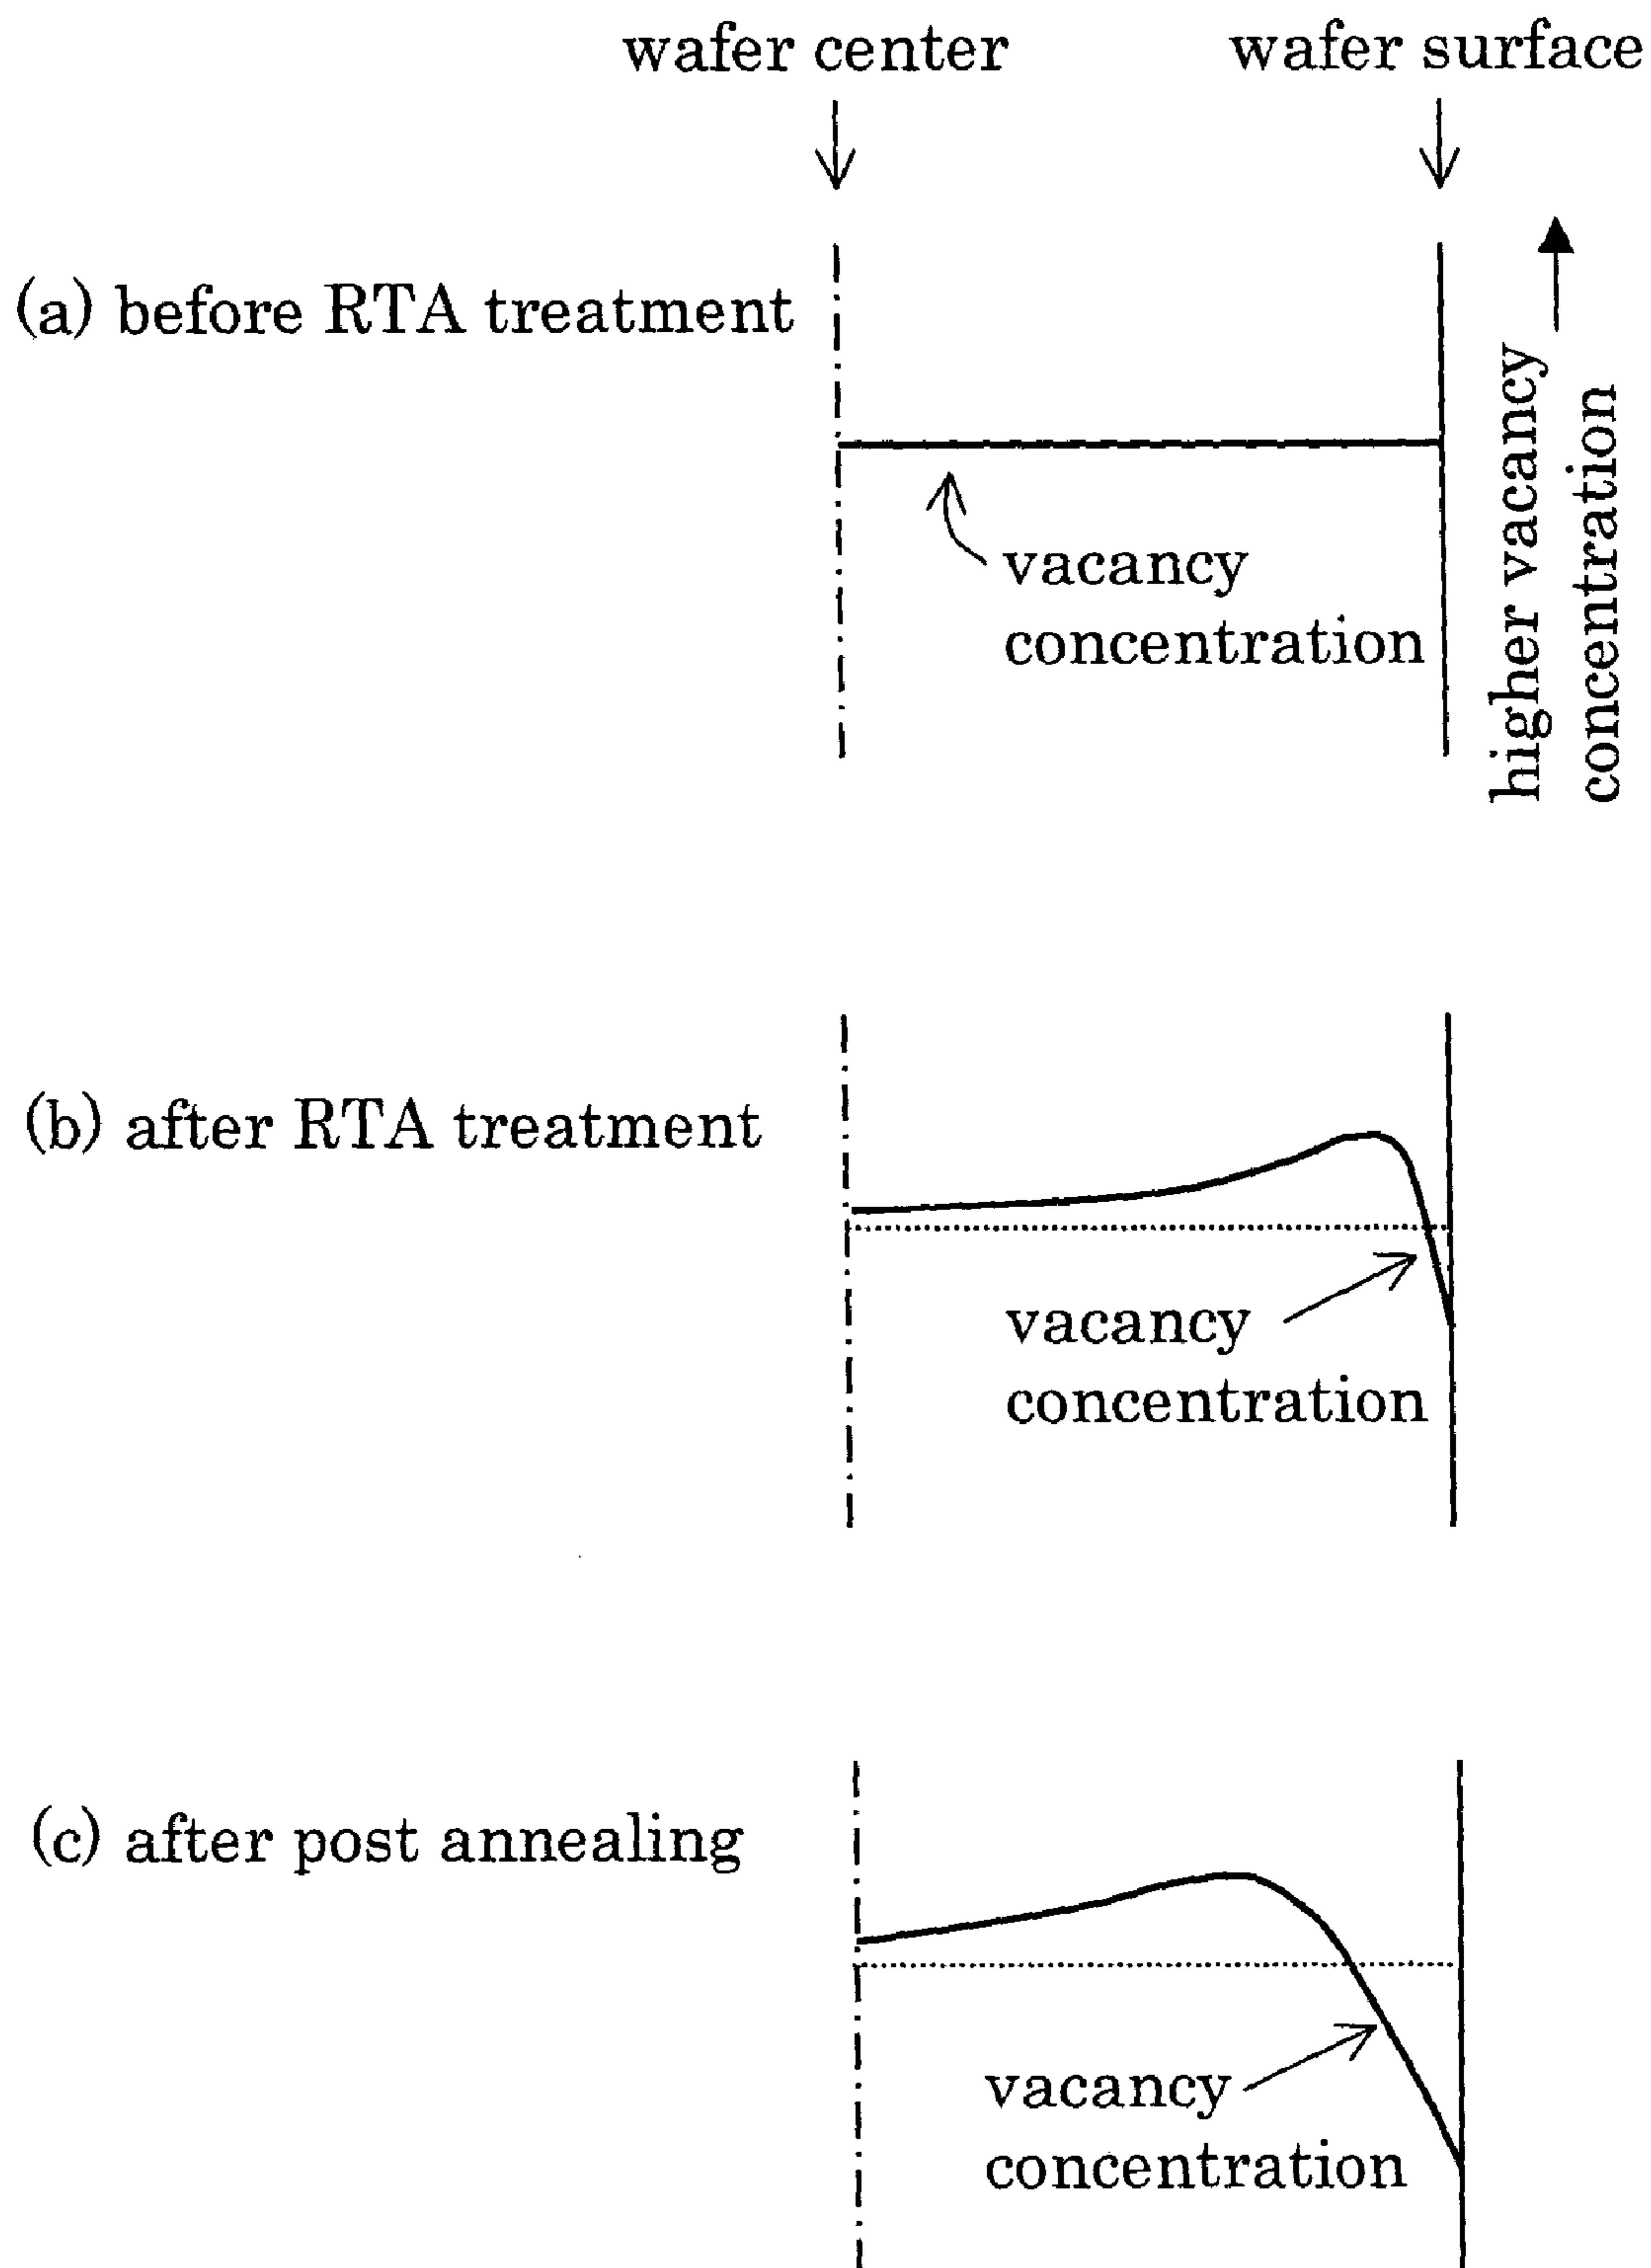 wafer center
wafer surface
(a) before RTA treatment
vacancy
concentration
higher vacancy
concentration
(b) after RTA treatment
vacancy
concentration
(c) after post annealing
vacancy
concentration